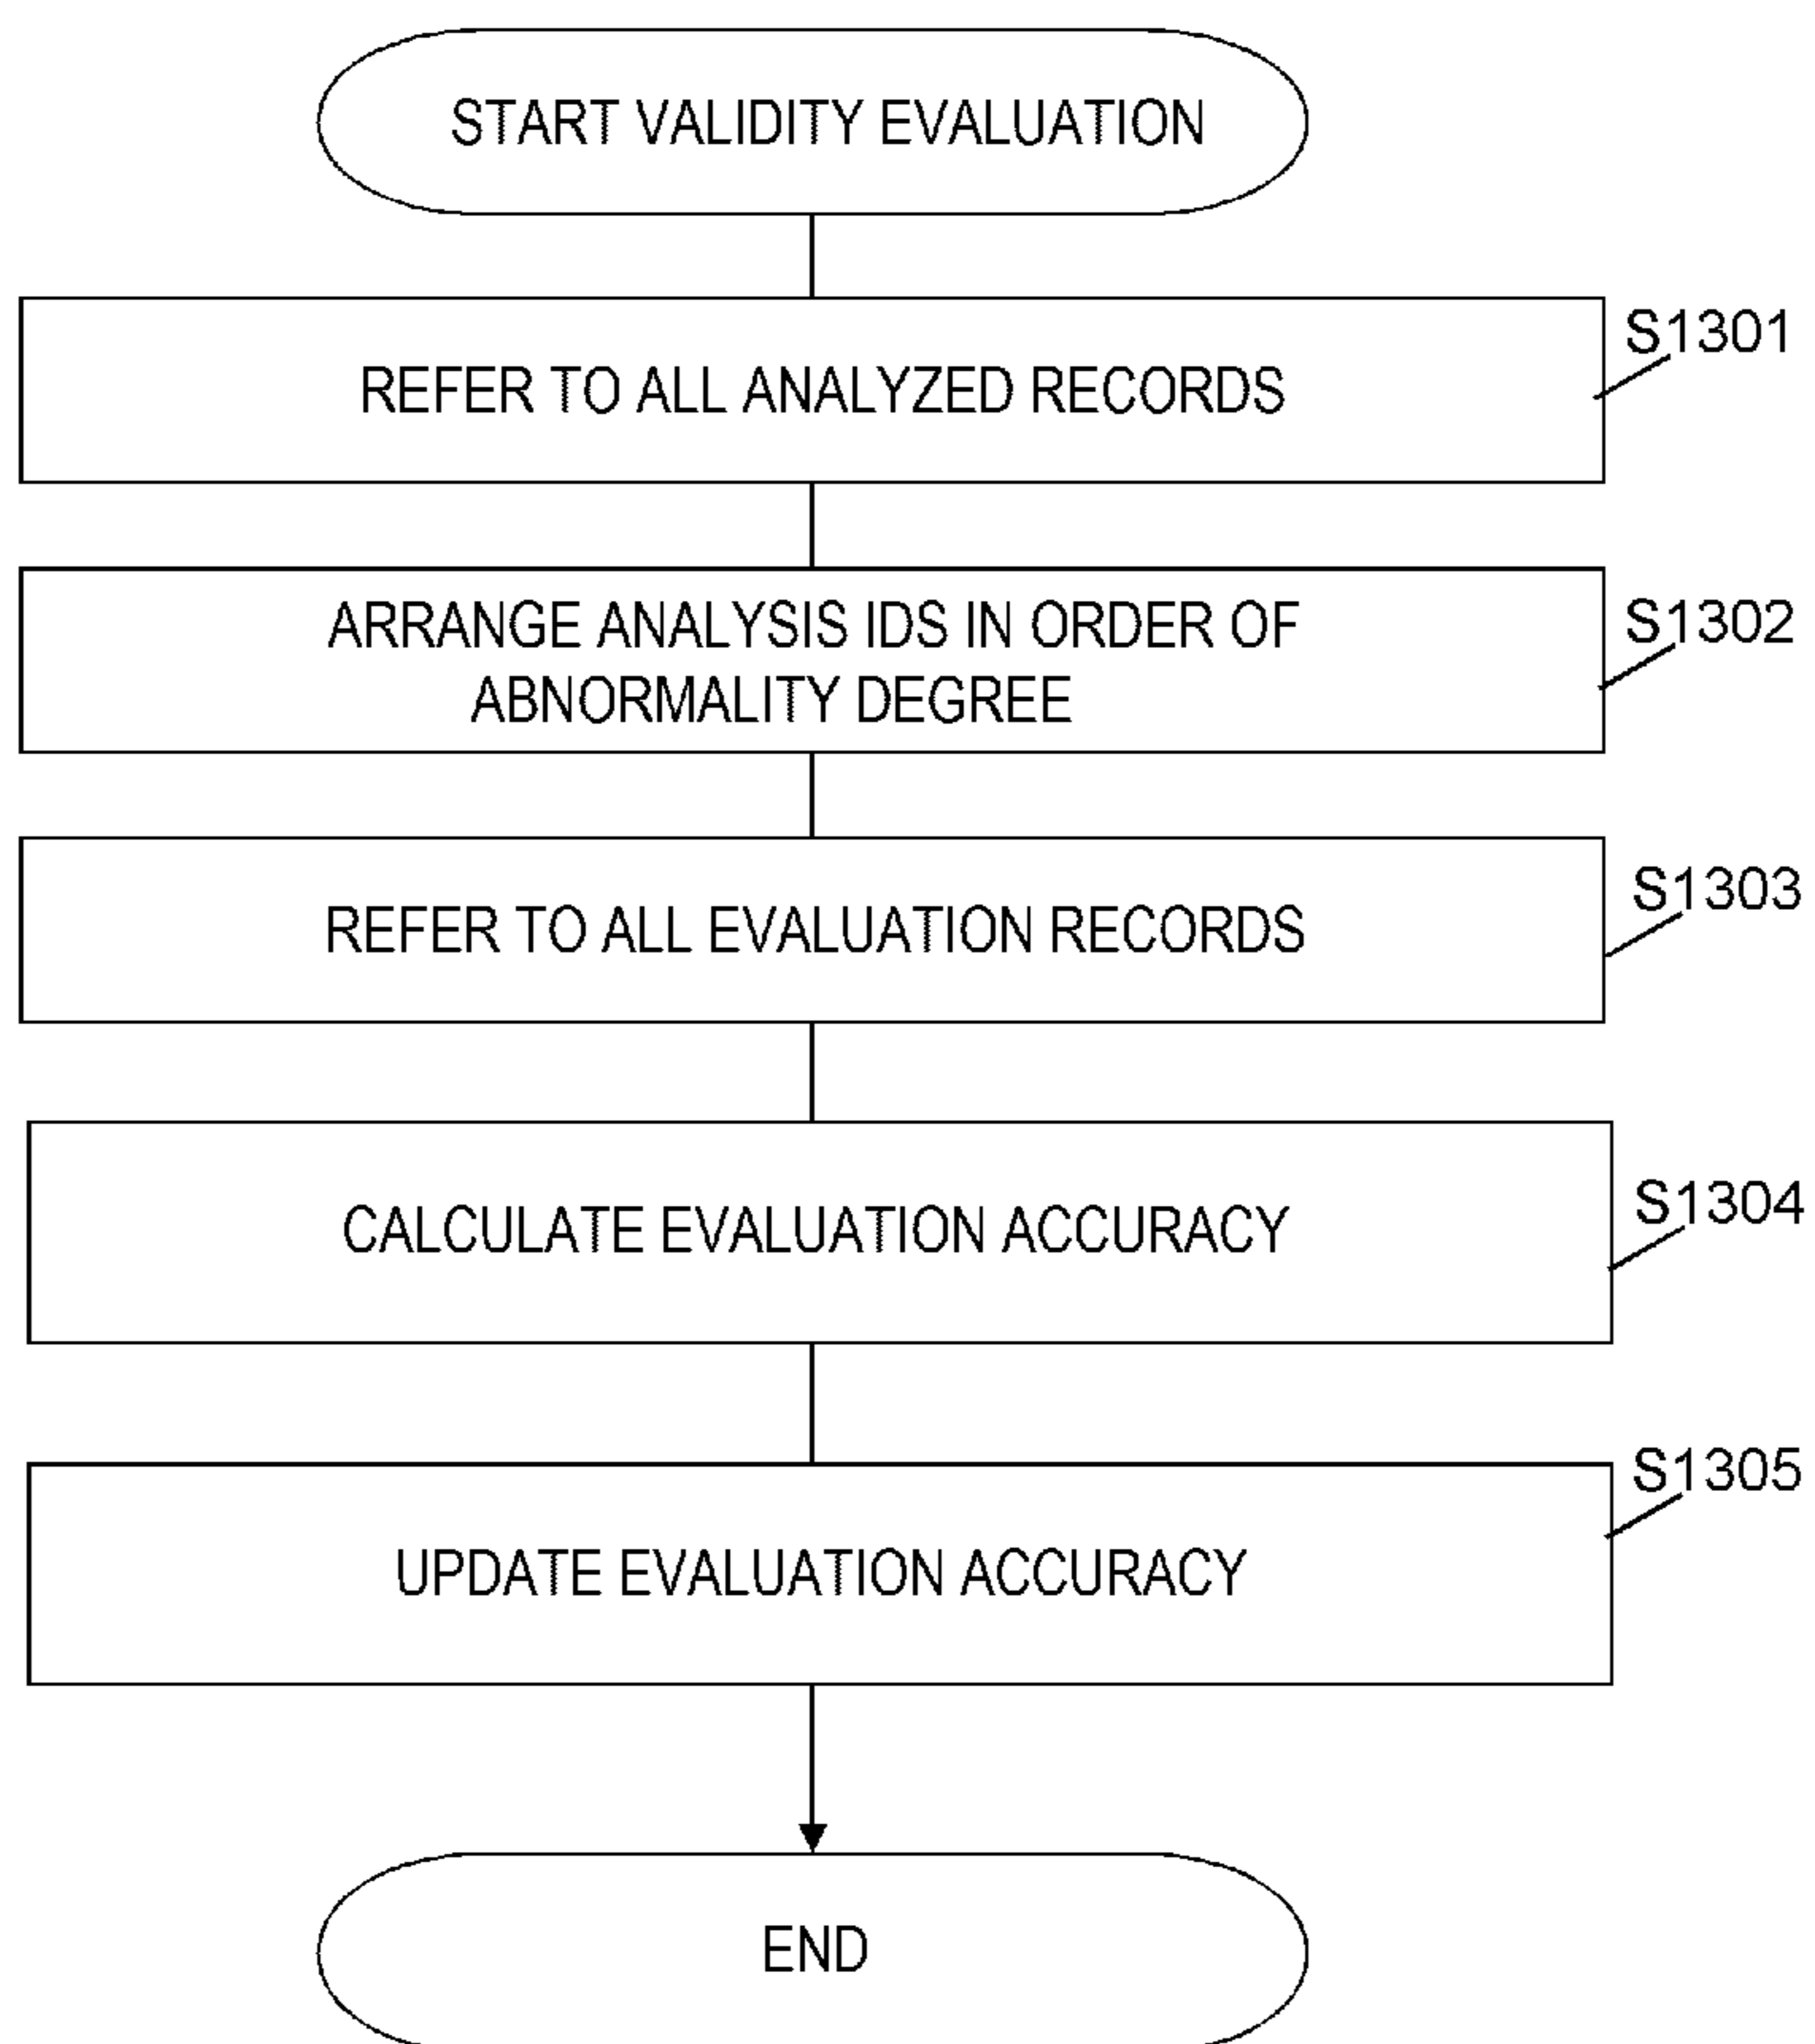 START VALIDITY EVALUATION
REFER TO ALL ANALYZED RECORDS
S1301
ARRANGE ANALYSIS IDS IN ORDER OF
ABNORMALITY DEGREE
S1302
REFER TO ALL EVALUATION RECORDS
S1303
CALCULATE EVALUATION ACCURACY
S1304
UPDATE EVALUATION ACCURACY
S1305
END